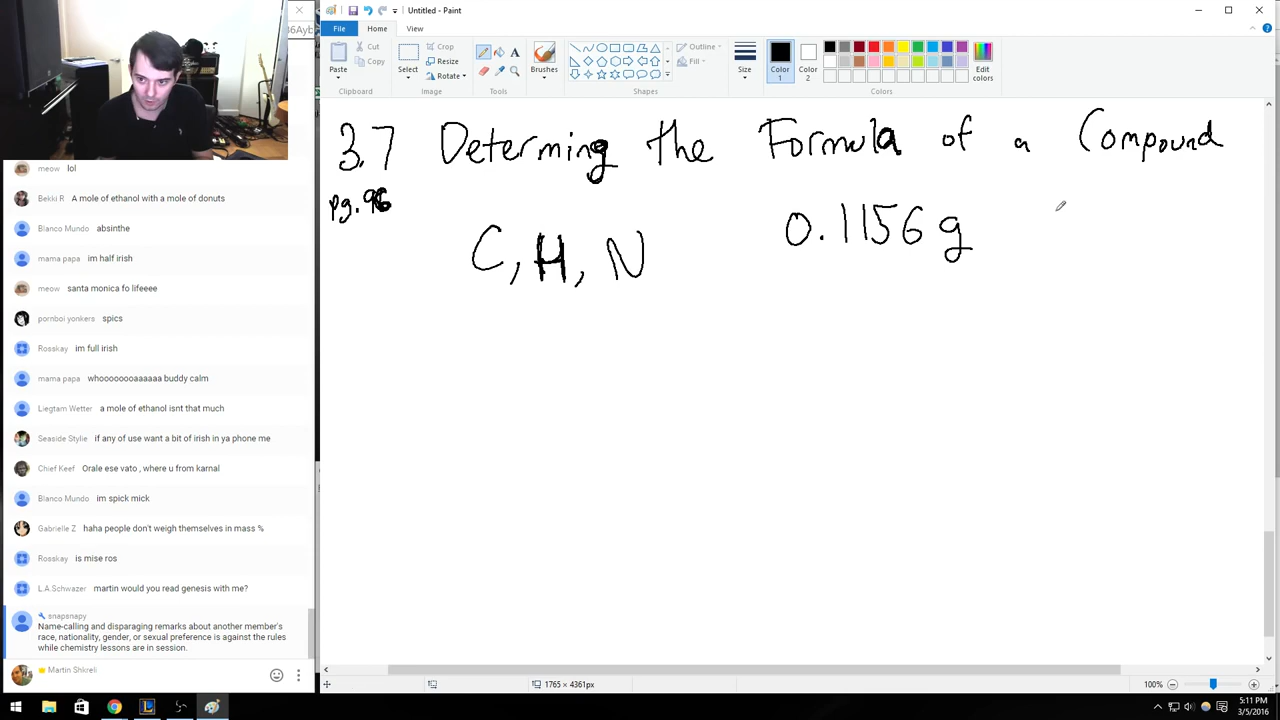 36Ayb
Untitled - Paint
File Home View
Cut
Copy
Paste
Clipboard
Crop
Resize
Rotate
Select
Image
Tools
Brushes
Shapes
Outline
Fill
Size
Color 1
Color 2
Edit colors
Colors
3.7 Determing the Formula of a Compound
pg. 96
C, H, N
0.1156 g
meow lol
Bekki R A mole of ethanol with a mole of donuts
Blanco Mundo absinthe
mama papa im half irish
meow santa monica fo lifeeee
pornboi yonkers spics
Rosskay im full irish
mama papa whooooooaaaaaa buddy calm
Liegtam Wetter a mole of ethanol isnt that much
Seaside Stylie if any of use want a bit of irish in ya phone me
Chief Keef Orale ese vato , where u from karnal
Blanco Mundo im spick mick
Gabrielle Z haha people don't weigh themselves in mass %
Rosskay is mise ros
L.A.Schwazer martin would you read genesis with me?
snapsnapy
Name-calling and disparaging remarks about another member's
race, nationality, gender, or sexual preference is against the rules
while chemistry lessons are in session.
Martin Shkreli
1765 × 4361px
100%
5:11 PM
3/5/2016